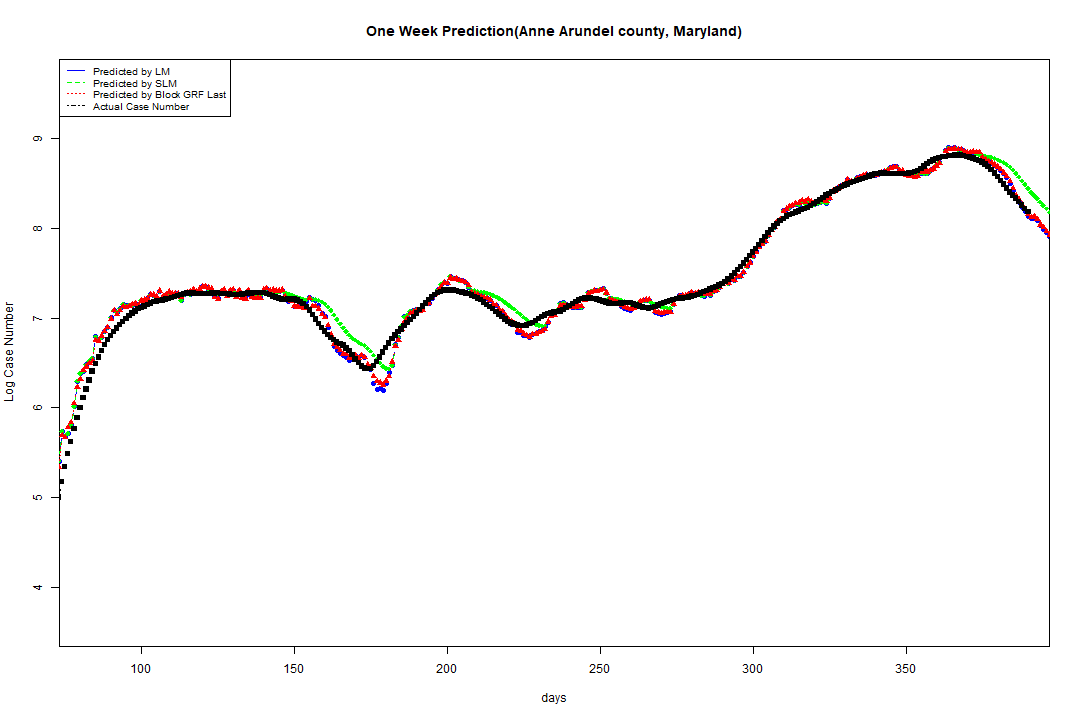 One Week Prediction(Anne Arundel county, Maryland)
Predicted by LM
Predicted by SLM
Predicted by Block GRF Last
Actual Case Number
9
8
7
6
5
4
Log Case Number
100 150 200 250 300 350
days